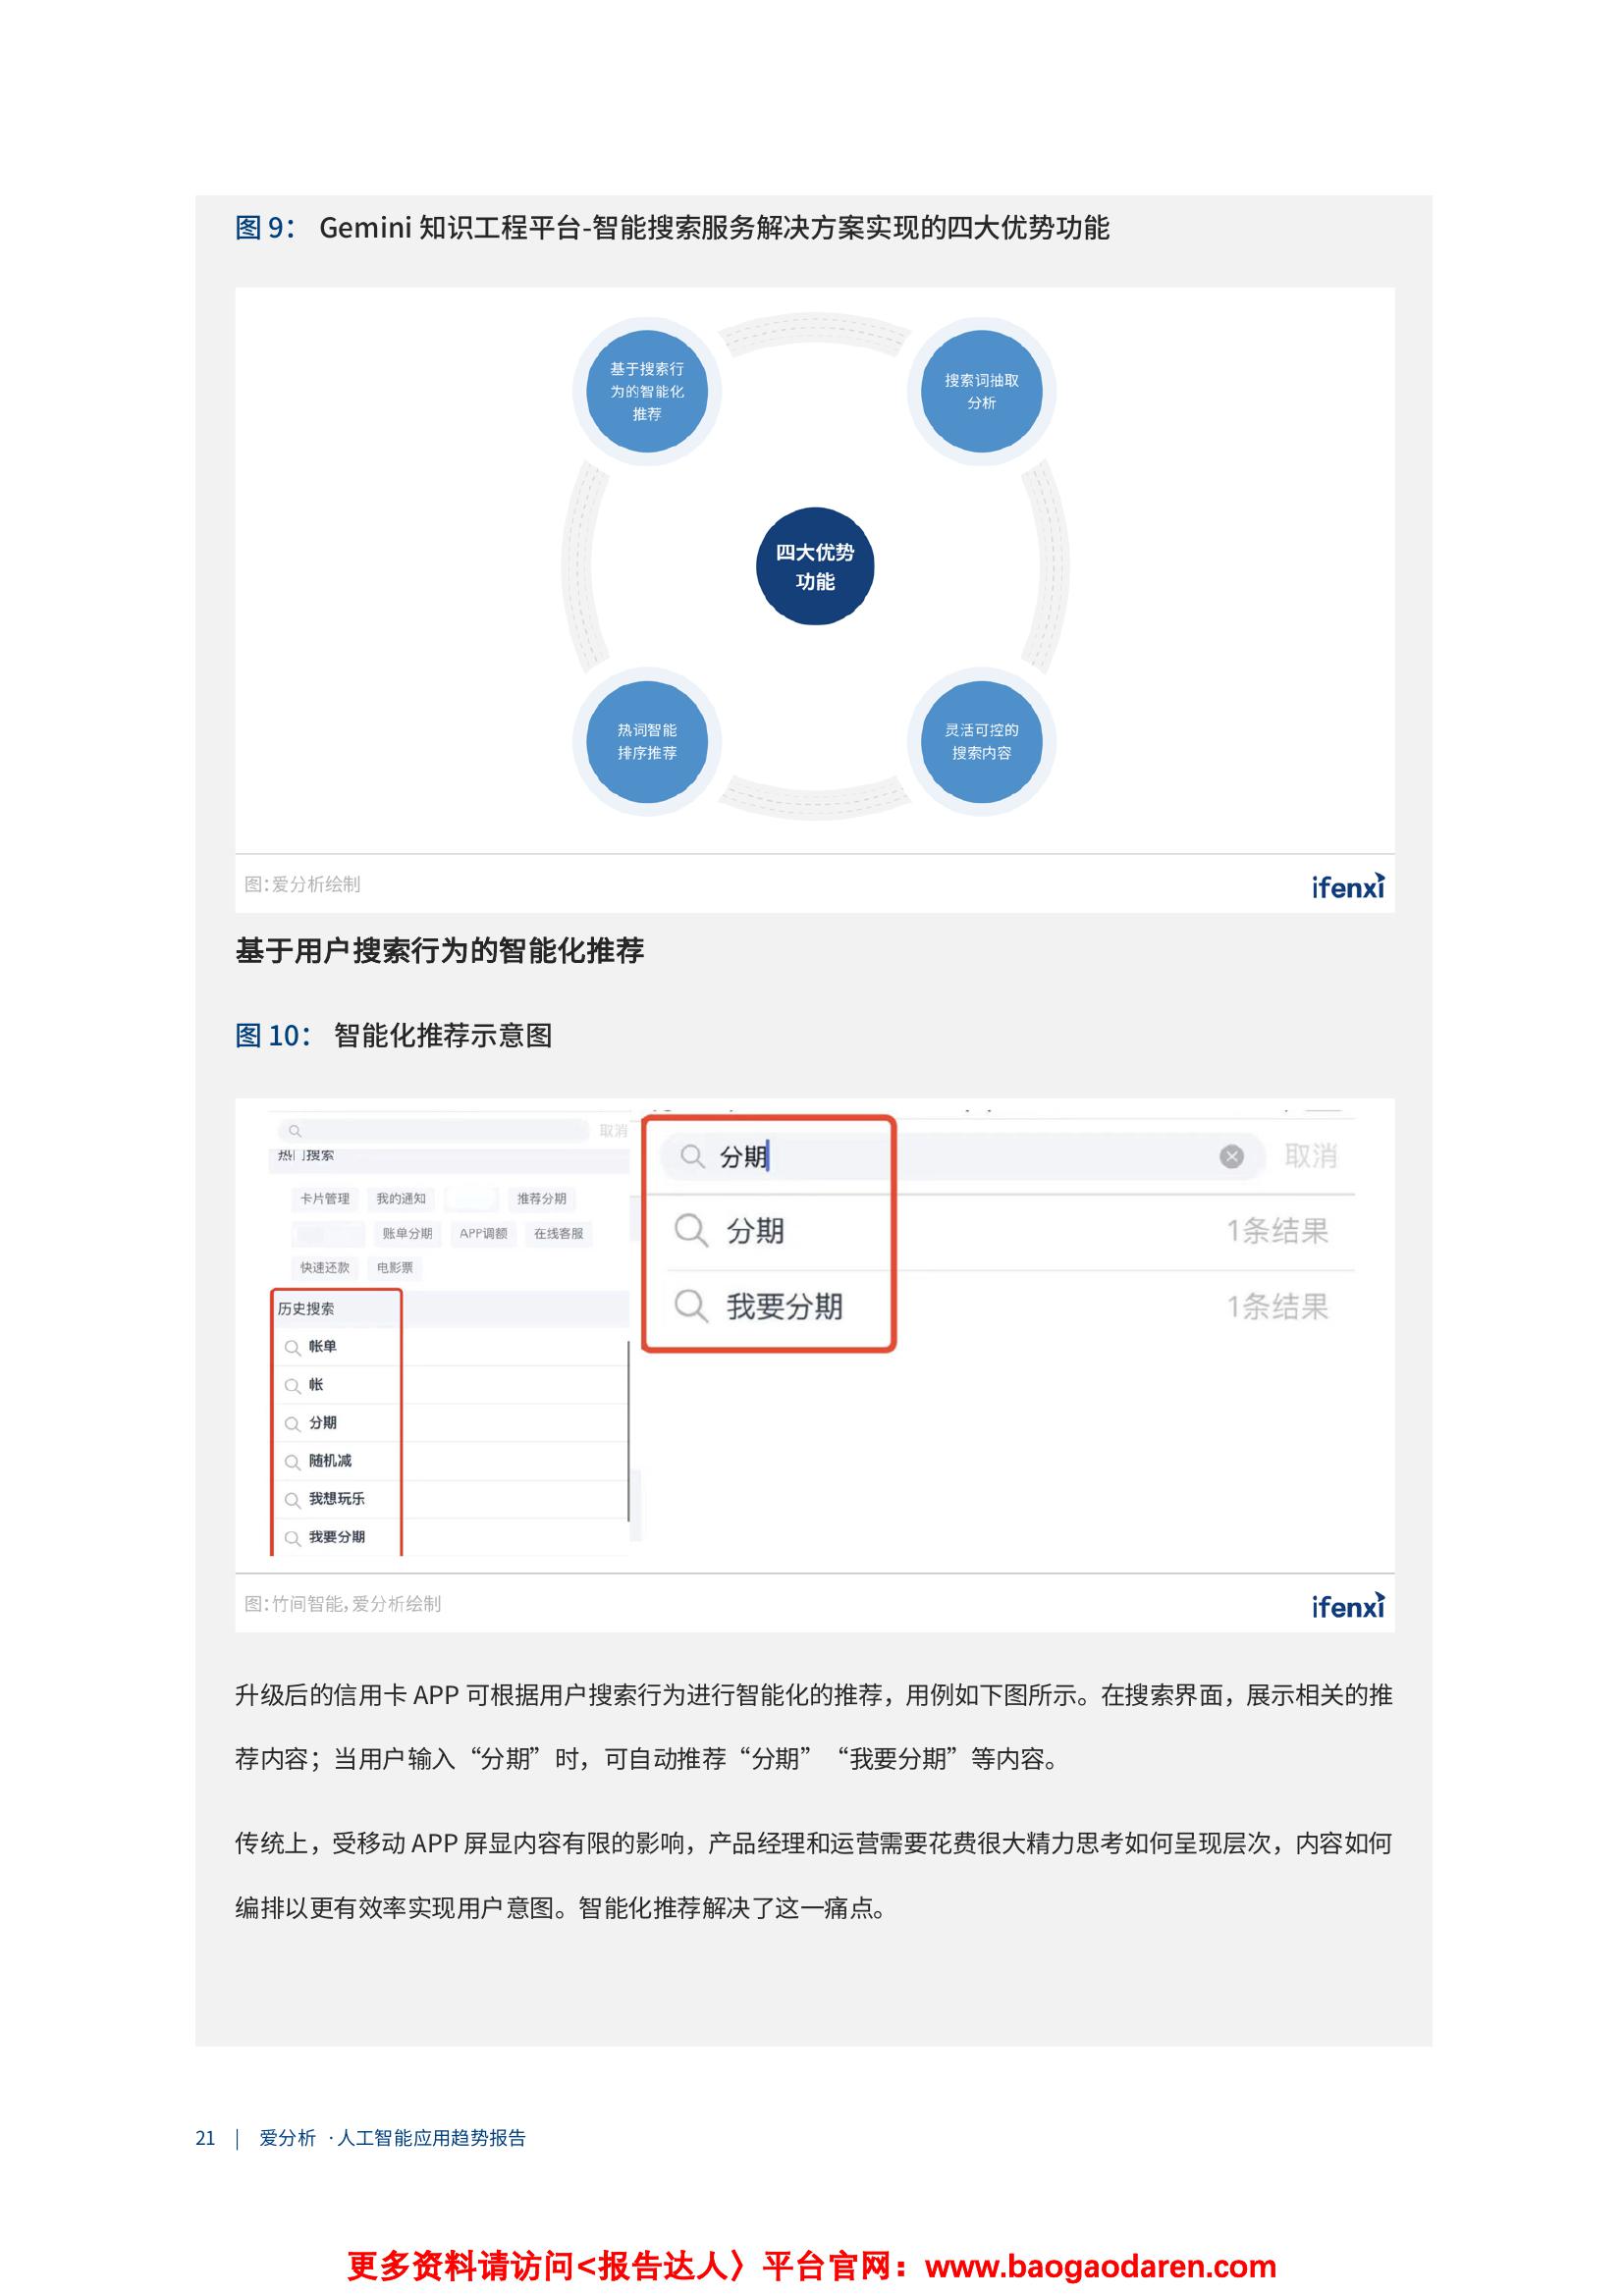 图 9： Gemini 知识工程平台-智能搜索服务解决方案实现的四大优势功能
基于搜索行
为的智能化
推荐
搜索词抽取
分析
四大优势
功能
热词智能
排序推荐
灵活可控的
搜索内容
图：爱分析绘制
ifenxi
基于用户搜索行为的智能化推荐
图 10： 智能化推荐示意图
取消
热门搜索
卡片管理 我的通知 推荐分期
账单分期 APP调额 在线客服
快速还款 电影票
历史搜索
帐单
帐
分期
随机减
我想玩乐
我要分期
分期 取消
分期 1条结果
我要分期 1条结果
图：竹间智能，爱分析绘制
ifenxi
升级后的信用卡 APP 可根据用户搜索行为进行智能化的推荐，用例如下图所示。在搜索界面，展示相关的推
荐内容；当用户输入“分期”时，可自动推荐“分期”“我要分期”等内容。
传统上，受移动 APP 屏显内容有限的影响，产品经理和运营需要花费很大精力思考如何呈现层次，内容如何
编排以更有效率实现用户意图。智能化推荐解决了这一痛点。
21 | 爱分析 ·人工智能应用趋势报告
更多资料请访问<报告达人〉平台官网：www.baogaodaren.com